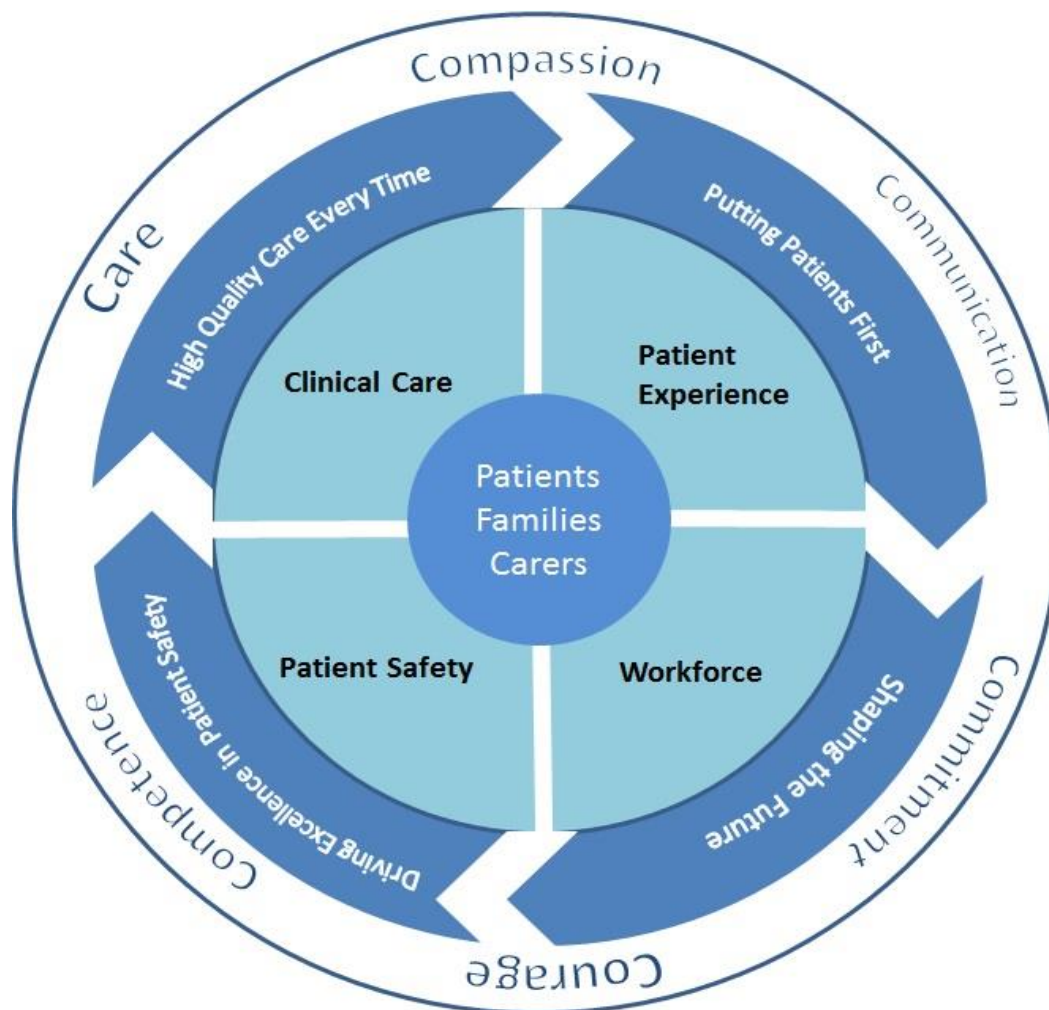 Compassion
Communication
Commitment
Courage
Competence
Care
High Quality Care Every Time
Putting Patients First
Shaping the Future
Driving Excellence in Patient Safety
Clinical Care
Patient
Experience
Patients
Families
Carers
Patient Safety
Workforce